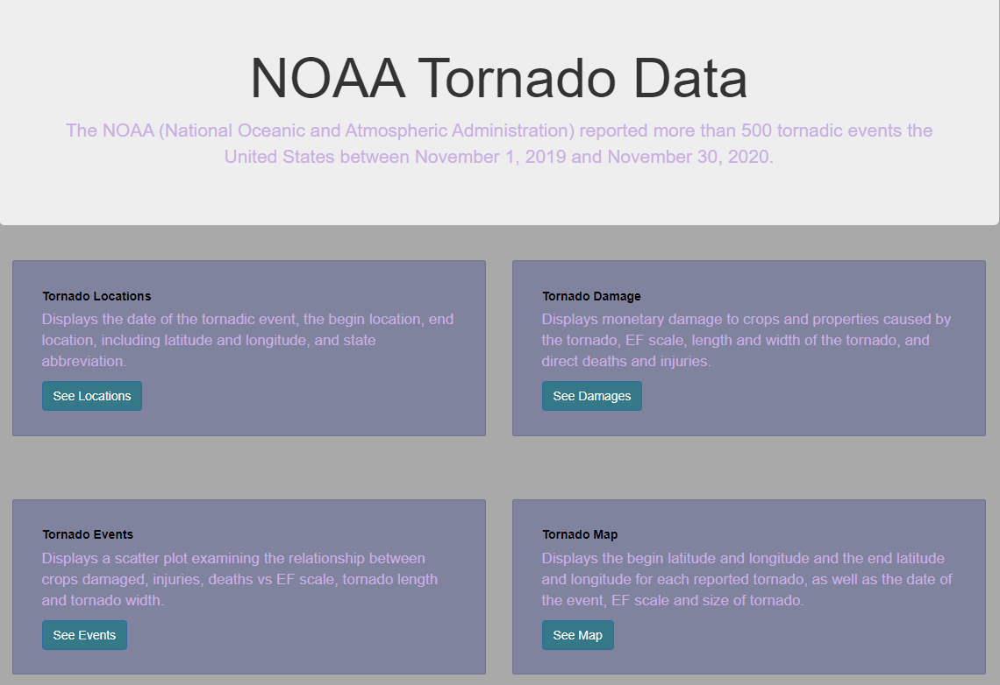 NOAA Tornado Data
The NOAA (National Oceanic and Atmospheric Administration) reported more than 500 tornadic events the
United States between November 1, 2019 and November 30, 2020.
Tornado Locations
Displays the date of the tornadic event, the begin location, end
location, including latitude and longitude, and state
abbreviation.
See Locations
Tornado Damage
Displays monetary damage to crops and properties caused by
the tornado, EF scale, length and width of the tornado, and
direct deaths and injuries.
See Damages
Tornado Events
Displays a scatter plot examining the relationship between
crops damaged, injuries, deaths vs EF scale, tornado length
and tornado width.
See Events
Tornado Map
Displays the begin latitude and longitude and the end latitude
and longitude for each reported tornado, as well as the date of
the event, EF scale and size of tornado.
See Map